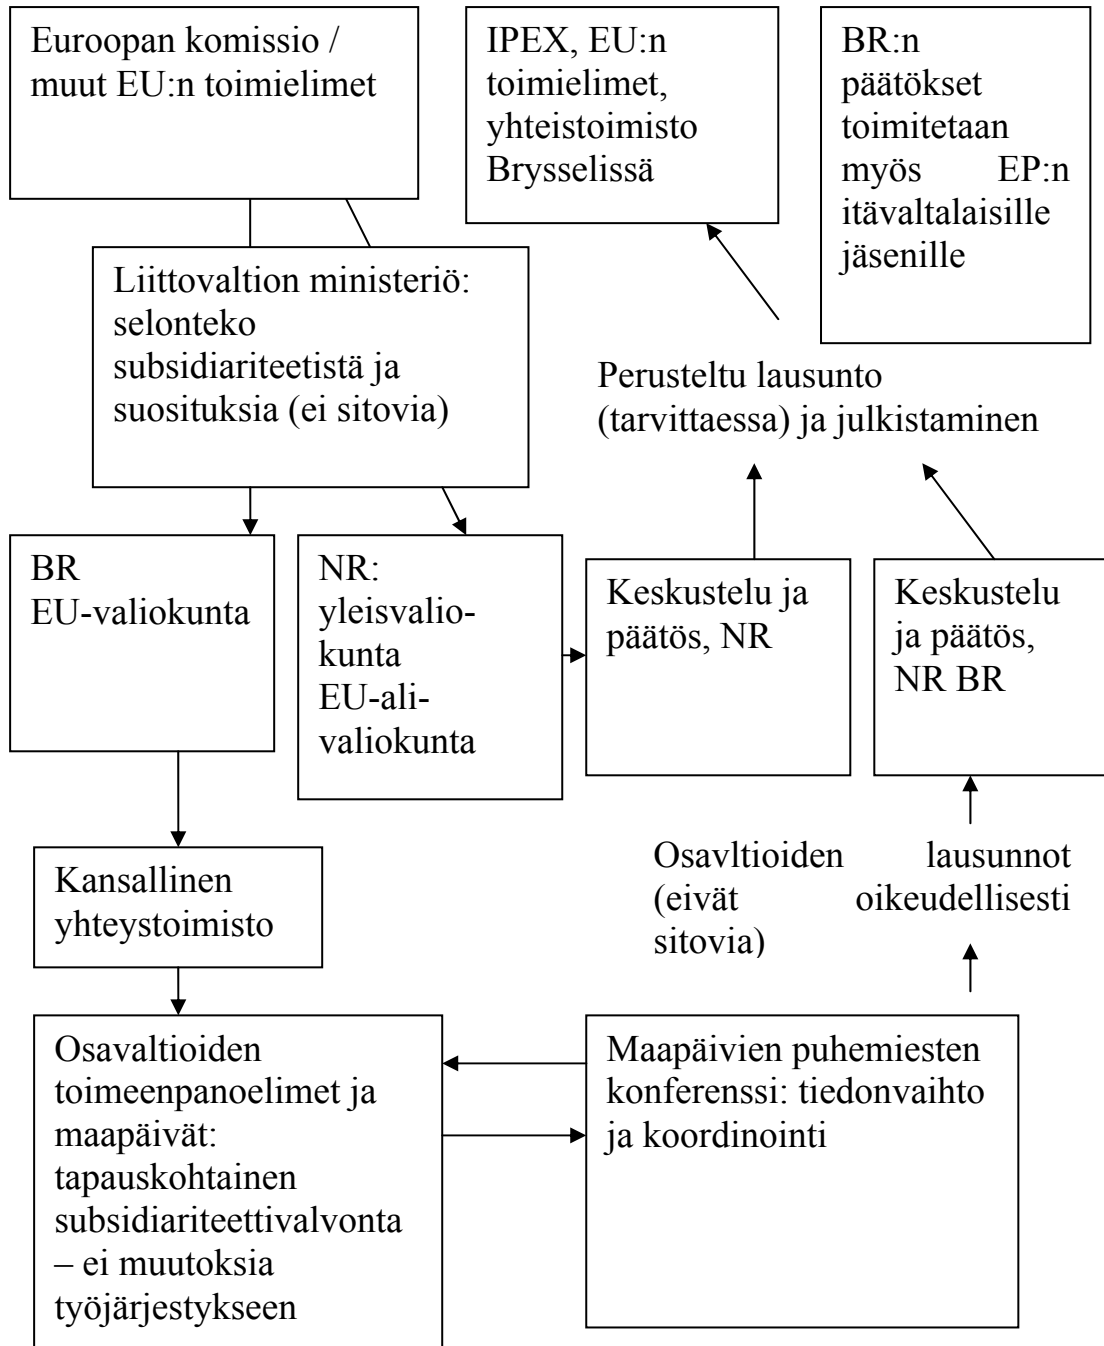 Euroopan komissio /
muut EU:n toimielimet
IPEX, EU:n
toimielimet,
yhteistoimisto
Brysselissä
BR:n
päätökset
toimitetaan
myös EP:n
itävaltalaisille
jäsenille
Liittovaltion ministeriö:
selonteko
subsidiariteetistä ja
suosituksia (ei sitovia)
Perusteltu lausunto
(tarvittaessa) ja julkistaminen
BR
EU-valiokunta
NR:
yleisvalio-
kunta
EU-ali-
valiokunta
Keskustelu ja
päätös, NR
Keskustelu
ja päätös,
NR BR
Kansallinen
yhteystoimisto
Osavltioiden lausunnot
(eivät oikeudellisesti
sitovia)
Osavaltioiden
toimeenpanoelimet ja
maapäivät:
tapauskohtainen
subsidiariteettivalvonta
– ei muutoksia
työjärjestykseen
Maapäivien puhemiesten
konferenssi: tiedonvaihto
ja koordinointi